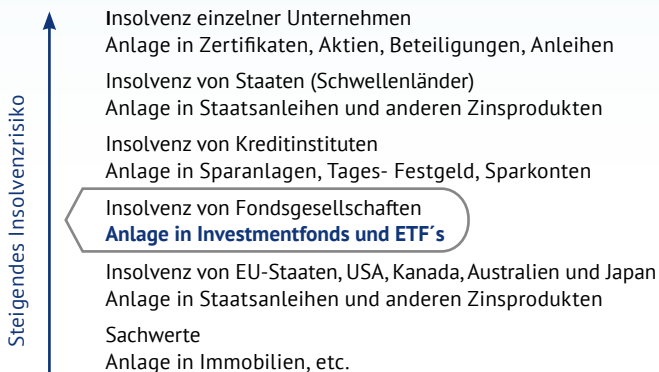 Steigendes Insolvenzrisiko
Insolvenz einzelner Unternehmen
Anlage in Zertifikaten, Aktien, Beteiligungen, Anleihen
Insolvenz von Staaten (Schwellenländer)
Anlage in Staatsanleihen und anderen Zinsprodukten
Insolvenz von Kreditinstituten
Anlage in Sparanlagen, Tages- Festgeld, Sparkonten
Insolvenz von Fondsgesellschaften
Anlage in Investmentfonds und ETF´s
Insolvenz von EU-Staaten, USA, Kanada, Australien und Japan
Anlage in Staatsanleihen und anderen Zinsprodukten
Sachwerte
Anlage in Immobilien, etc.